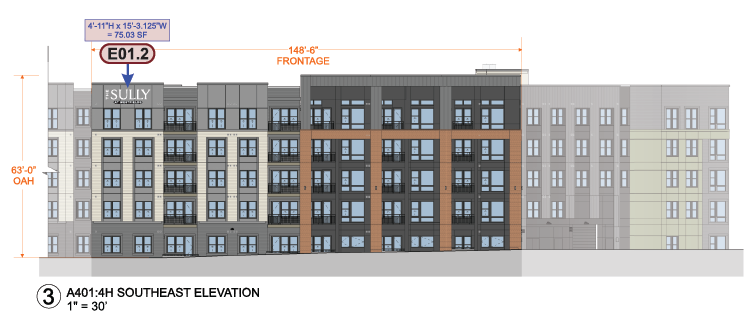 4'-11"H x 15'-3.125"W
= 75.03 SF
E01.2
148'-6"
FRONTAGE
THE SULLY
63'-0"
OAH
3 A401:4H SOUTHEAST ELEVATION
1" = 30'